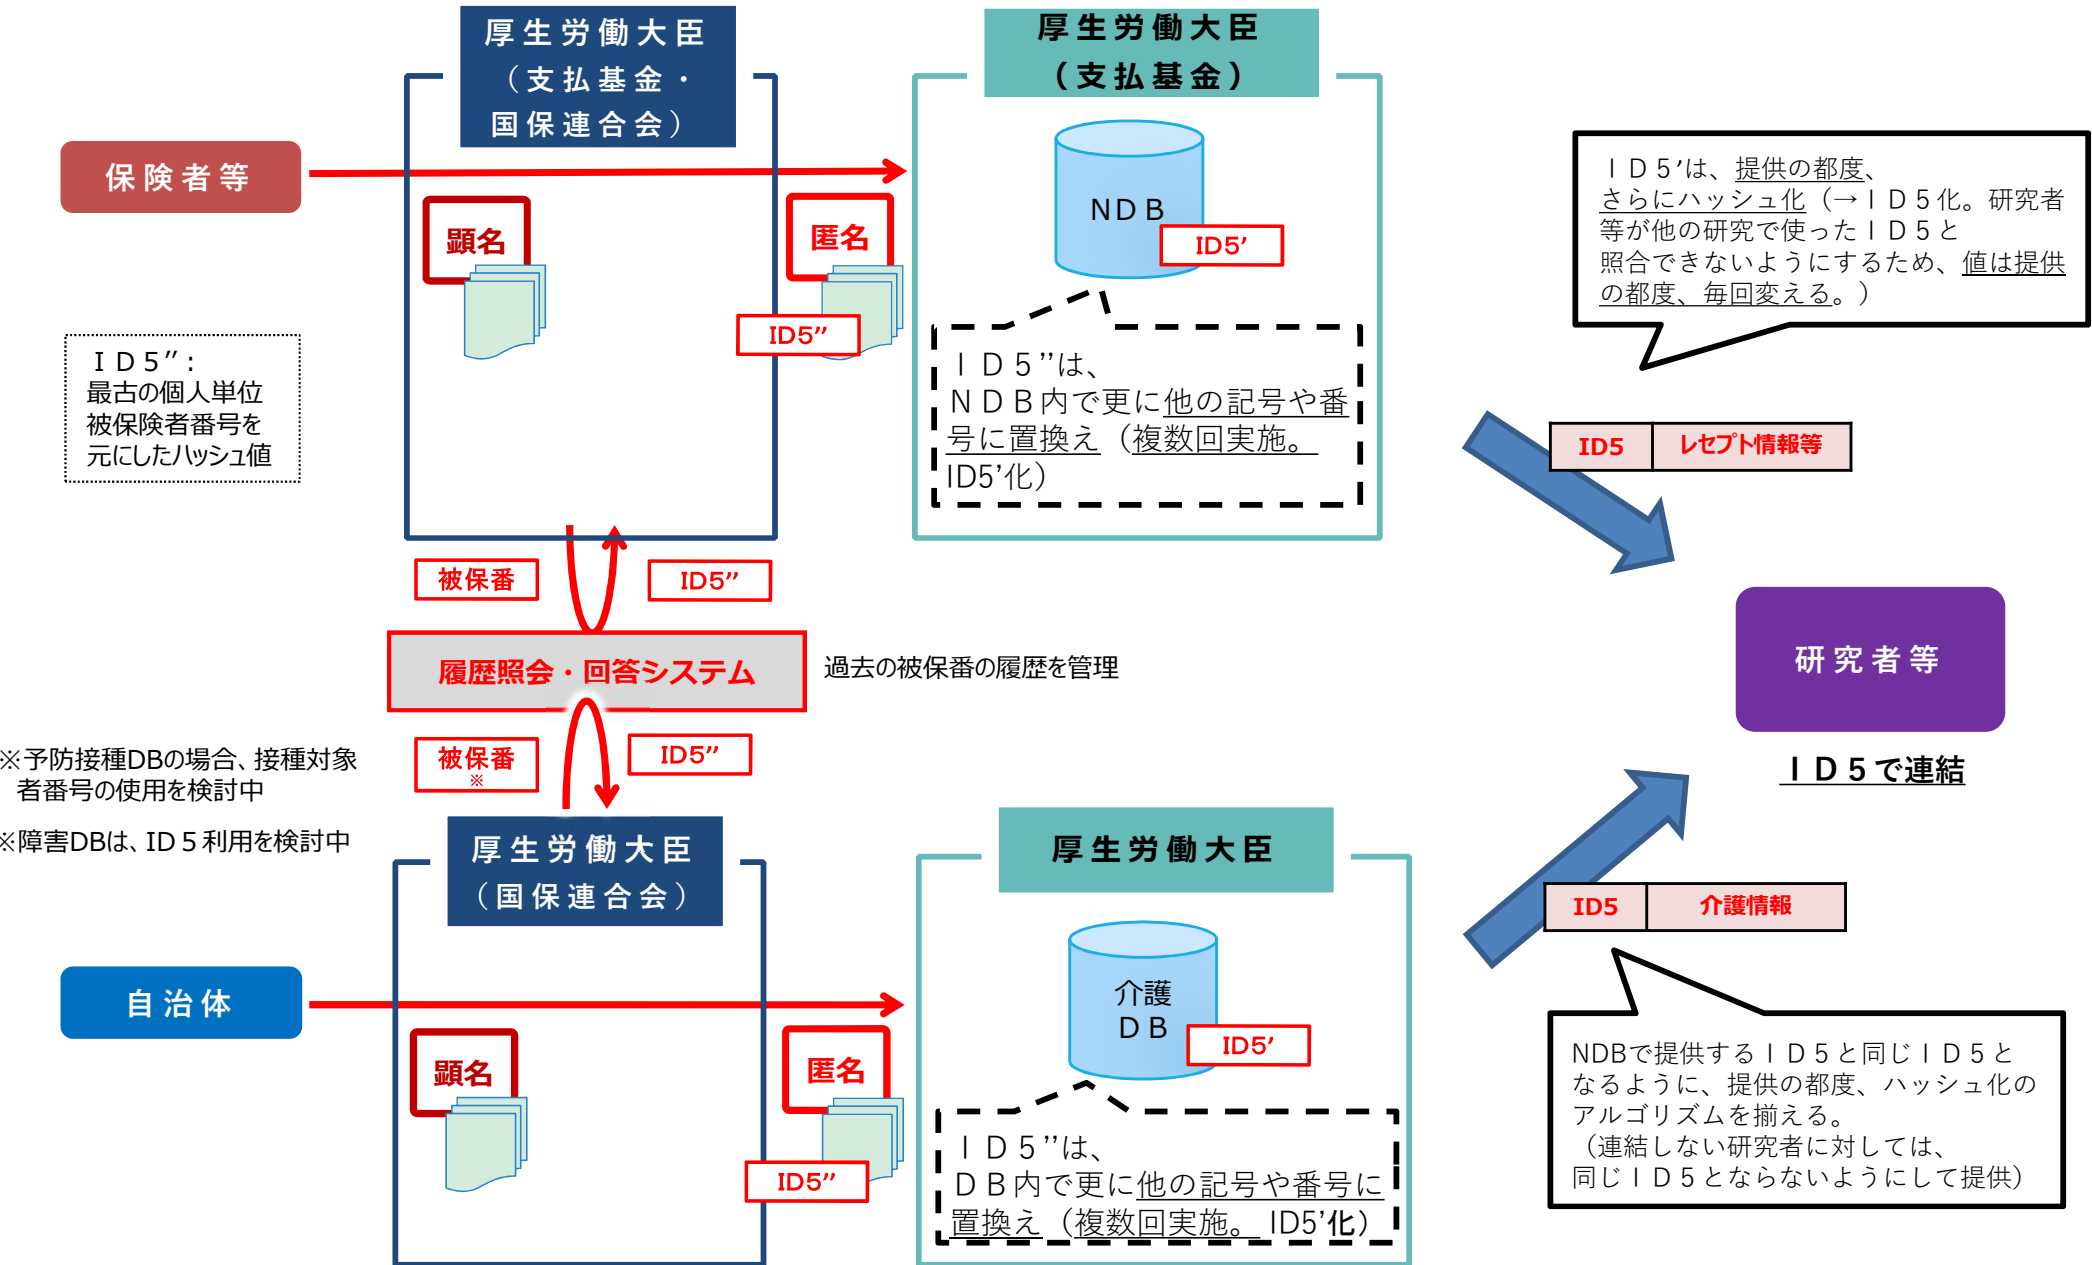 厚生労働大臣
（支払基金・
国保連合会）
厚生労働大臣
（支払基金）
保険者等
顕名
匿名
ID5’’
NDB
ID5’
ＩＤ５’は、提供の都度、
さらにハッシュ化（→ＩＤ５化。研究者
等が他の研究で使ったＩＤ５と
照合できないようにするため、値は提供
の都度、毎回変える。）
ＩＤ５’’：
最古の個人単位
被保険者番号を
元にしたハッシュ値
ＩＤ５’’は、
ＮＤＢ内で更に他の記号や番
号に置換え（複数回実施。
ID5’化）
ID5 レセプト情報等
被保番
ID5’’
履歴照会・回答システム
過去の被保番の履歴を管理
研究者等
ＩＤ５で連結
被保番
※
ID5’’
※予防接種DBの場合、接種対象
者番号の使用を検討中
※障害DBは、ID５利用を検討中
厚生労働大臣
（国保連合会）
厚生労働大臣
ID5 介護情報
自治体
顕名
匿名
ID5’’
介護
ＤＢ
ID5’
ＩＤ５’’は、
ＤＢ内で更に他の記号や番号に
置換え（複数回実施。ID5’化）
NDBで提供するＩＤ５と同じＩＤ５と
なるように、提供の都度、ハッシュ化の
アルゴリズムを揃える。
（連結しない研究者に対しては、
同じＩＤ５とならないようにして提供）